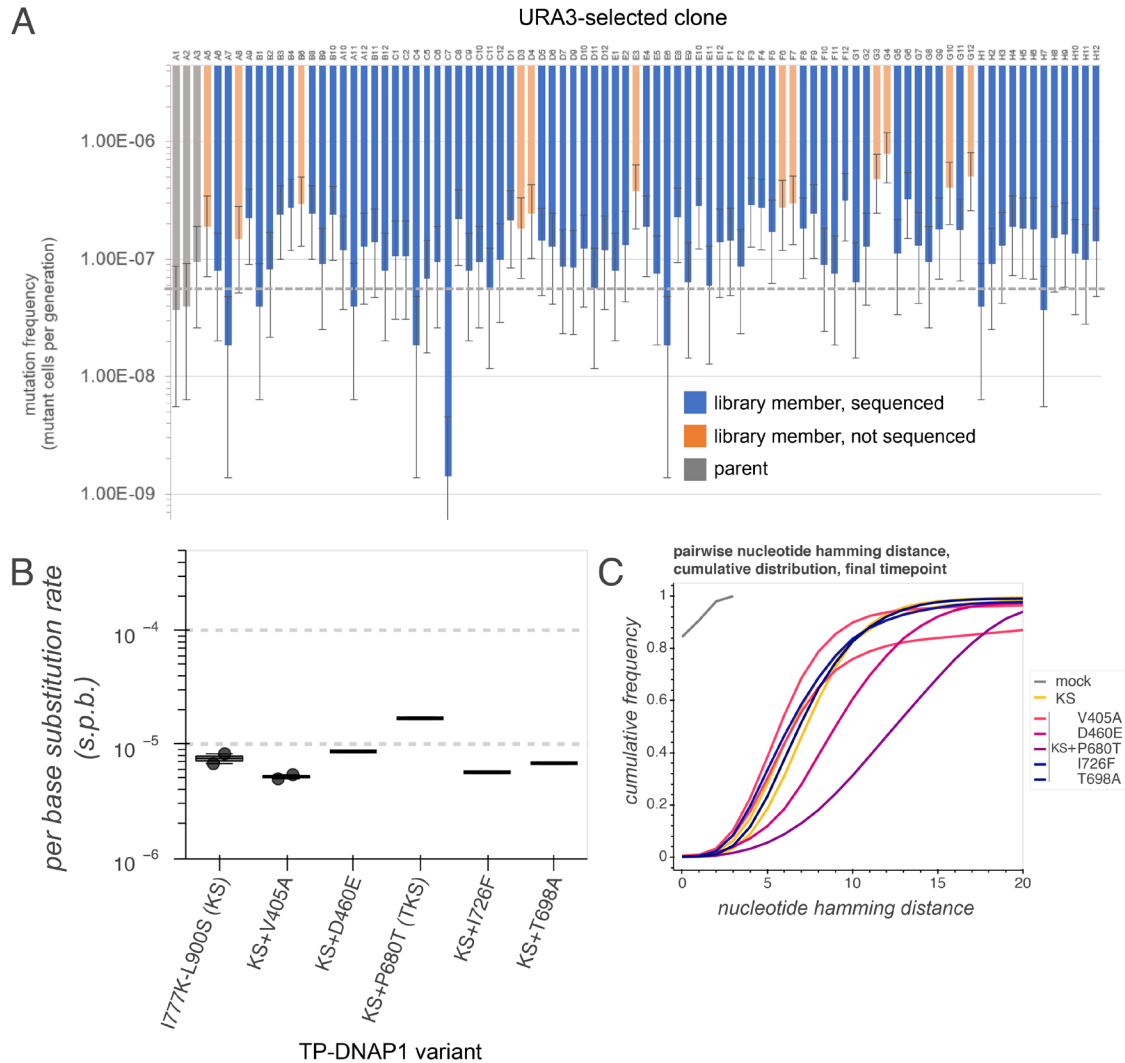 A
URA3-selected clone
A1 A2 A3 A5 A6 A7 A8 A9 B1 B2 B3 B4 B6 B8 B9 B10 A10 A11 A12 B11 B12 C1 C2 C4 C5 C6 C7 C8 C9 C10 C11 C12 D1 D3 D4 D5 D6 D7 D9 D10 D11 D12 E1 E2 E3 E4 E5 E6 E8 E9 E10 E11 E12 F1 F2 F3 F4 F5 F6 F7 F8 F9 F10 F11 F12 G1 G2 G3 G4 G5 G6 G7 G8 G9 G10 G11 G12 H1 H2 H3 H4 H5 H6 H7 H8 H9 H10 H11 H12
1.00E-06
1.00E-07
1.00E-08
1.00E-09
mutation frequency
(mutant cells per generation)
library member, sequenced
library member, not sequenced
parent
B
per base substitution rate
(s.p.b.)
10 -4
10 -5
10 -6
I777K-L900S (KS)
KS+V405A
KS+D460E
KS+P680T (TKS)
KS+I726F
KS+T698A
TP-DNAP1 variant
C
pairwise nucleotide hamming distance,
cumulative distribution, final timepoint
cumulative frequency
1
0.8
0.6
0.4
0.2
0
0 5 10 15 20
nucleotide hamming distance
mock
KS
V405A
D460E
KS+P680T
I726F
T698A